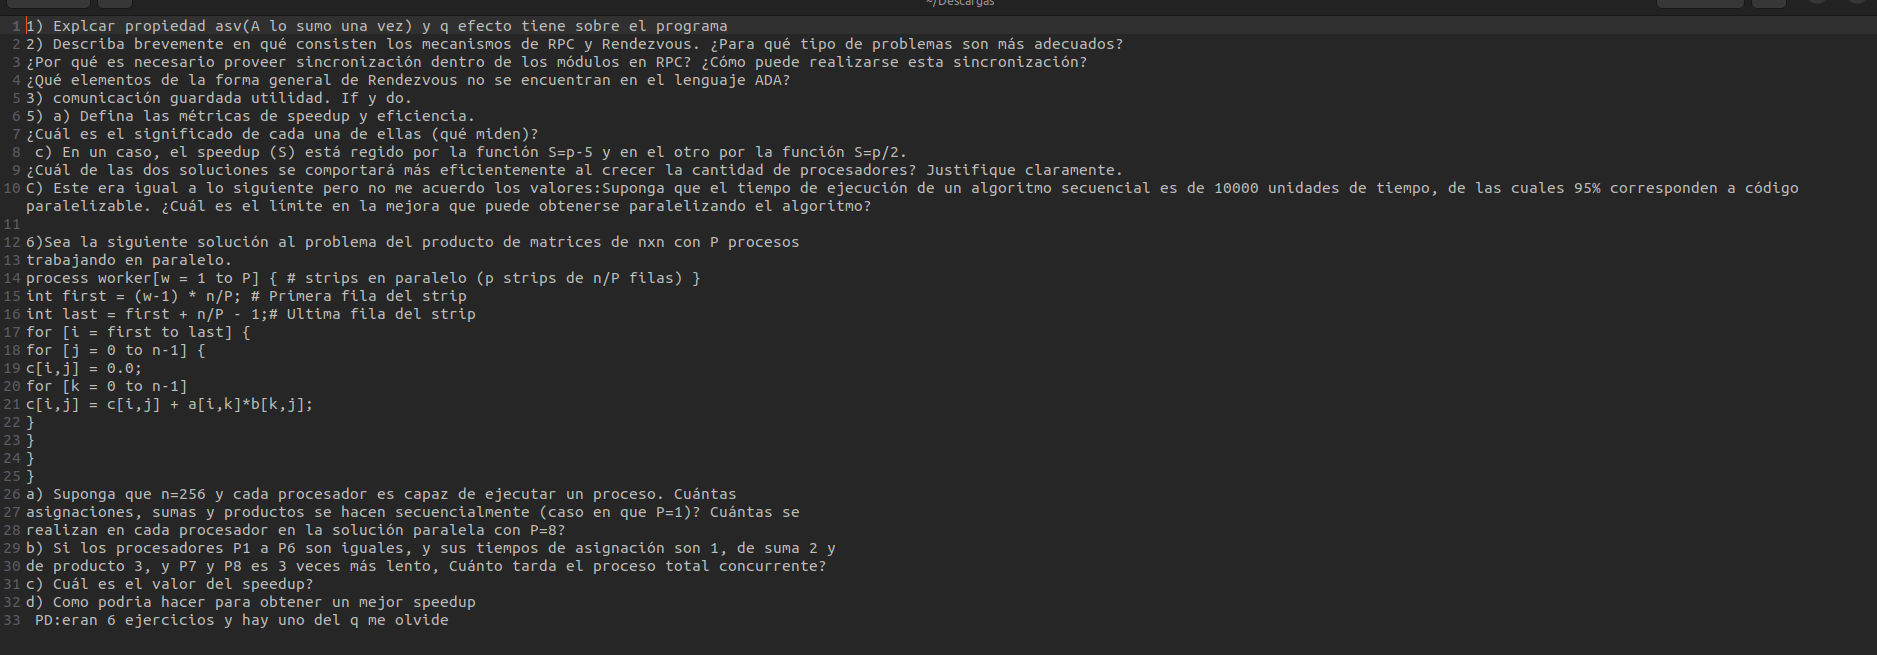 ~/Descargas
1 1) Explcar propiedad asv(A lo sumo una vez) y q efecto tiene sobre el programa
2 2) Describa brevemente en qué consisten los mecanismos de RPC y Rendezvous. ¿Para qué tipo de problemas son más adecuados?
3 ¿Por qué es necesario proveer sincronización dentro de los módulos en RPC? ¿Cómo puede realizarse esta sincronización?
4 ¿Qué elementos de la forma general de Rendezvous no se encuentran en el lenguaje ADA?
5 3) comunicación guardada utilidad. If y do.
6 5) a) Defina las métricas de speedup y eficiencia.
7 ¿Cuál es el significado de cada una de ellas (qué miden)?
8 c) En un caso, el speedup (S) está regido por la función S=p-5 y en el otro por la función S=p/2.
9 ¿Cuál de las dos soluciones se comportará más eficientemente al crecer la cantidad de procesadores? Justifique claramente.
10 C) Este era igual a lo siguiente pero no me acuerdo los valores:Suponga que el tiempo de ejecución de un algoritmo secuencial es de 10000 unidades de tiempo, de las cuales 95% corresponden a código
paralelizable. ¿Cuál es el límite en la mejora que puede obtenerse paralelizando el algoritmo?
11
12 6)Sea la siguiente solución al problema del producto de matrices de nxn con P procesos
13 trabajando en paralelo.
14 process worker[w = 1 to P] { # strips en paralelo (p strips de n/P filas) }
15 int first = (w-1) * n/P; # Primera fila del strip
16 int last = first + n/P - 1;# Ultima fila del strip
17 for [i = first to last] {
18 for [j = 0 to n-1] {
19 c[i,j] = 0.0;
20 for [k = 0 to n-1]
21 c[i,j] = c[i,j] + a[i,k]*b[k,j];
22 }
23 }
24 }
25 }
26 a) Suponga que n=256 y cada procesador es capaz de ejecutar un proceso. Cuántas
27 asignaciones, sumas y productos se hacen secuencialmente (caso en que P=1)? Cuántas se
28 realizan en cada procesador en la solución paralela con P=8?
29 b) Si los procesadores P1 a P6 son iguales, y sus tiempos de asignación son 1, de suma 2 y
30 de producto 3, y P7 y P8 es 3 veces más lento, Cuánto tarda el proceso total concurrente?
31 c) Cuál es el valor del speedup?
32 d) Como podria hacer para obtener un mejor speedup
33 PD:eran 6 ejercicios y hay uno del q me olvide